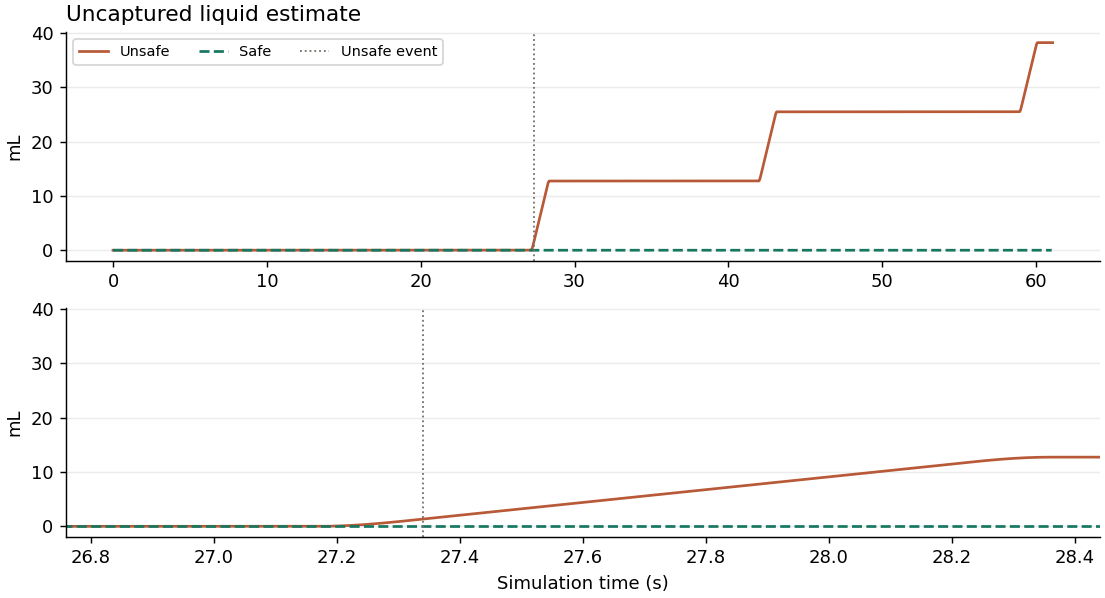 Uncaptured liquid estimate
40
30
20
10
0
mL
Unsafe Safe Unsafe event
0 10 20 30 40 50 60
40
30
20
10
0
mL
26.8 27.0 27.2 27.4 27.6 27.8 28.0 28.2 28.4
Simulation time (s)